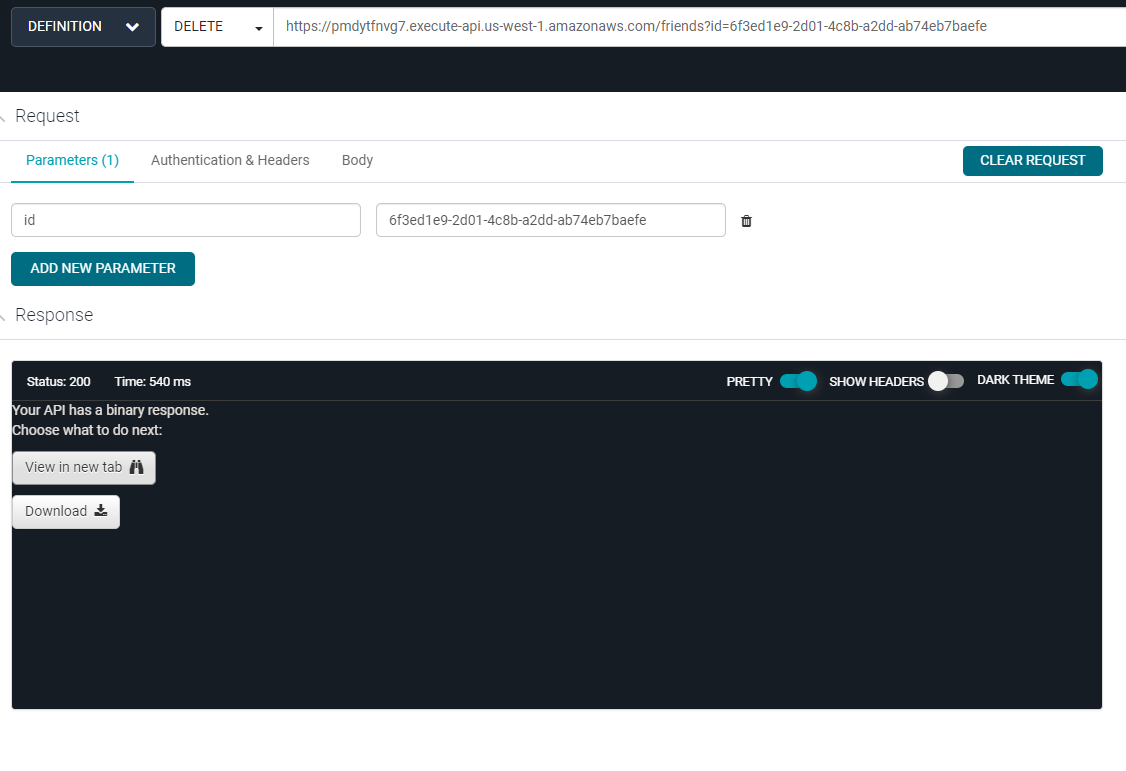 DEFINITION DELETE https://pmdytfnvg7.execute-api.us-west-1.amazonaws.com/friends?id=6f3ed1e9-2d01-4c8b-a2dd-ab74eb7baefe
Request
Parameters (1) Authentication & Headers Body CLEAR REQUEST
id 6f3ed1e9-2d01-4c8b-a2dd-ab74eb7baefe
ADD NEW PARAMETER
Response
Status: 200 Time: 540 ms PRETTY SHOW HEADERS DARK THEME
Your API has a binary response.
Choose what to do next:
View in new tab
Download